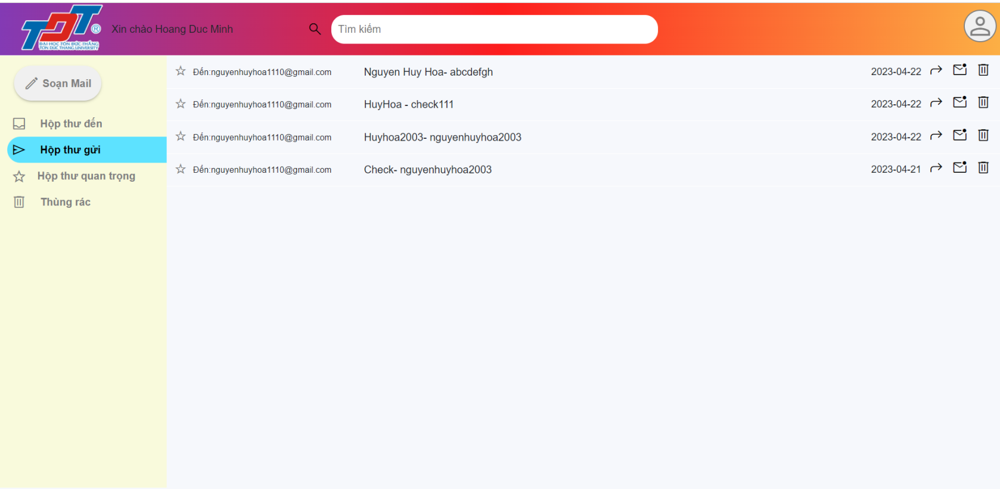 TDT®
ĐẠI HỌC TÔN ĐỨC THẮNG
TON DUC THANG UNIVERSITY
Xin chào Hoang Duc Minh
Tìm kiếm
Soạn Mail
Hộp thư đến
Hộp thư gửi
Hộp thư quan trọng
Thùng rác
Đến:nguyenhuyhoa1110@gmail.com Nguyen Huy Hoa- abcdefgh 2023-04-22
Đến:nguyenhuyhoa1110@gmail.com HuyHoa - check111 2023-04-22
Đến:nguyenhuyhoa1110@gmail.com Huyhoa2003- nguyenhuyhoa2003 2023-04-22
Đến:nguyenhuyhoa1110@gmail.com Check- nguyenhuyhoa2003 2023-04-21